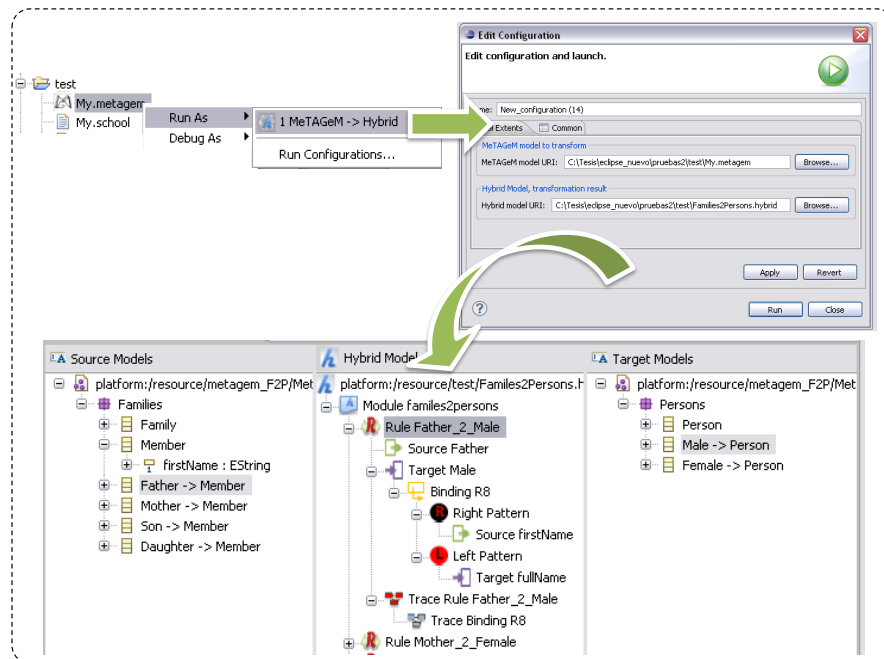 Edit Configuration
Edit configuration and launch.
test
My.metagem
My.school
Run As
Debug As
1 MeTAGeM -> Hybrid
Run Configurations...
New_configuration (14)
Extents
Common
MeTAGeM model to transform
MeTAGeM model URI: C:\Tesis\eclipse_nuevo\pruebas2\test\My.metagem Browse...
Hybrid Model, transformation result
Hybrid model URI: C:\Tesis\eclipse_nuevo\pruebas2\test\Families2Persons.hybrid Browse...
Apply Revert
? Run Close
Source Models
platform:/resource/metagem_F2P/Met
Families
Family
Member
firstName : EString
Father -> Member
Mother -> Member
Son -> Member
Daughter -> Member
Hybrid Model
platform:/resource/test/Familes2Persons.h
Module familes2persons
Rule Father_2_Male
Source Father
Target Male
Binding R8
R Right Pattern
Source firstName
L Left Pattern
Target fullName
Trace Rule Father_2_Male
Trace Binding R8
Rule Mother_2_Female
Target Models
platform:/resource/metagem_F2P/Met
Persons
Person
Male -> Person
Female -> Person